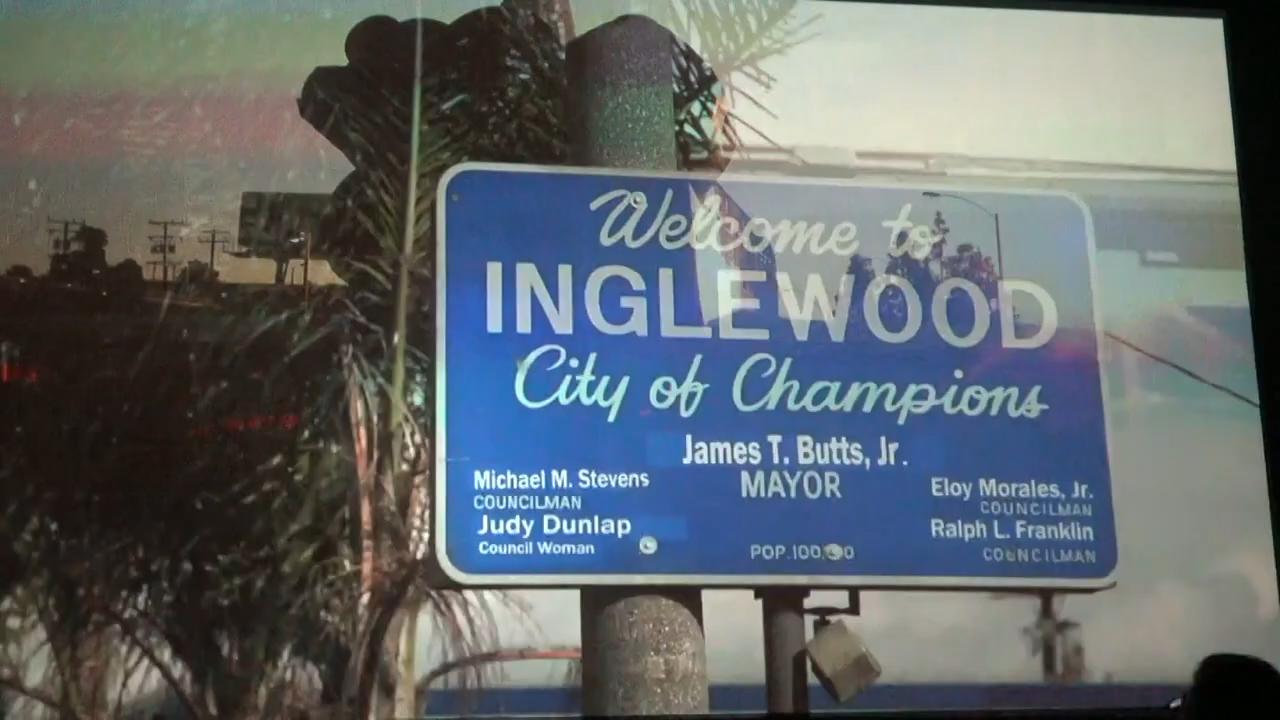 Welcome to
INGLEWOOD
City of Champions
James T. Butts, Jr.
MAYOR
Michael M. Stevens
COUNCILMAN
Judy Dunlap
Council Woman
Eloy Morales, Jr.
COUNCILMAN
Ralph L. Franklin
COUNCILMAN
POP.